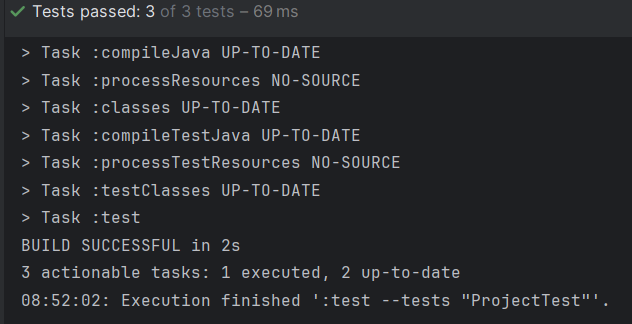 Tests passed: 3 of 3 tests – 69 ms
> Task :compileJava UP-TO-DATE
> Task :processResources NO-SOURCE
> Task :classes UP-TO-DATE
> Task :compileTestJava UP-TO-DATE
> Task :processTestResources NO-SOURCE
> Task :testClasses UP-TO-DATE
> Task :test
BUILD SUCCESSFUL in 2s
3 actionable tasks: 1 executed, 2 up-to-date
08:52:02: Execution finished ':test --tests "ProjectTest"'.